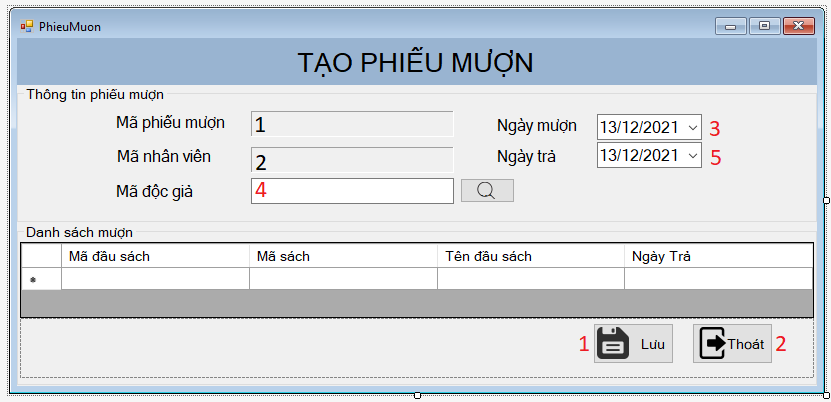 PhieuMuon
TẠO PHIẾU MƯỢN
Thông tin phiếu mượn
Mã phiếu mượn 1 Ngày mượn 13/12/2021 3
Mã nhân viên 2 Ngày trả 13/12/2021 5
Mã độc giả 4
Danh sách mượn
Mã đầu sách Mã sách Tên đầu sách Ngày Trả
*
1 Lưu Thoát 2